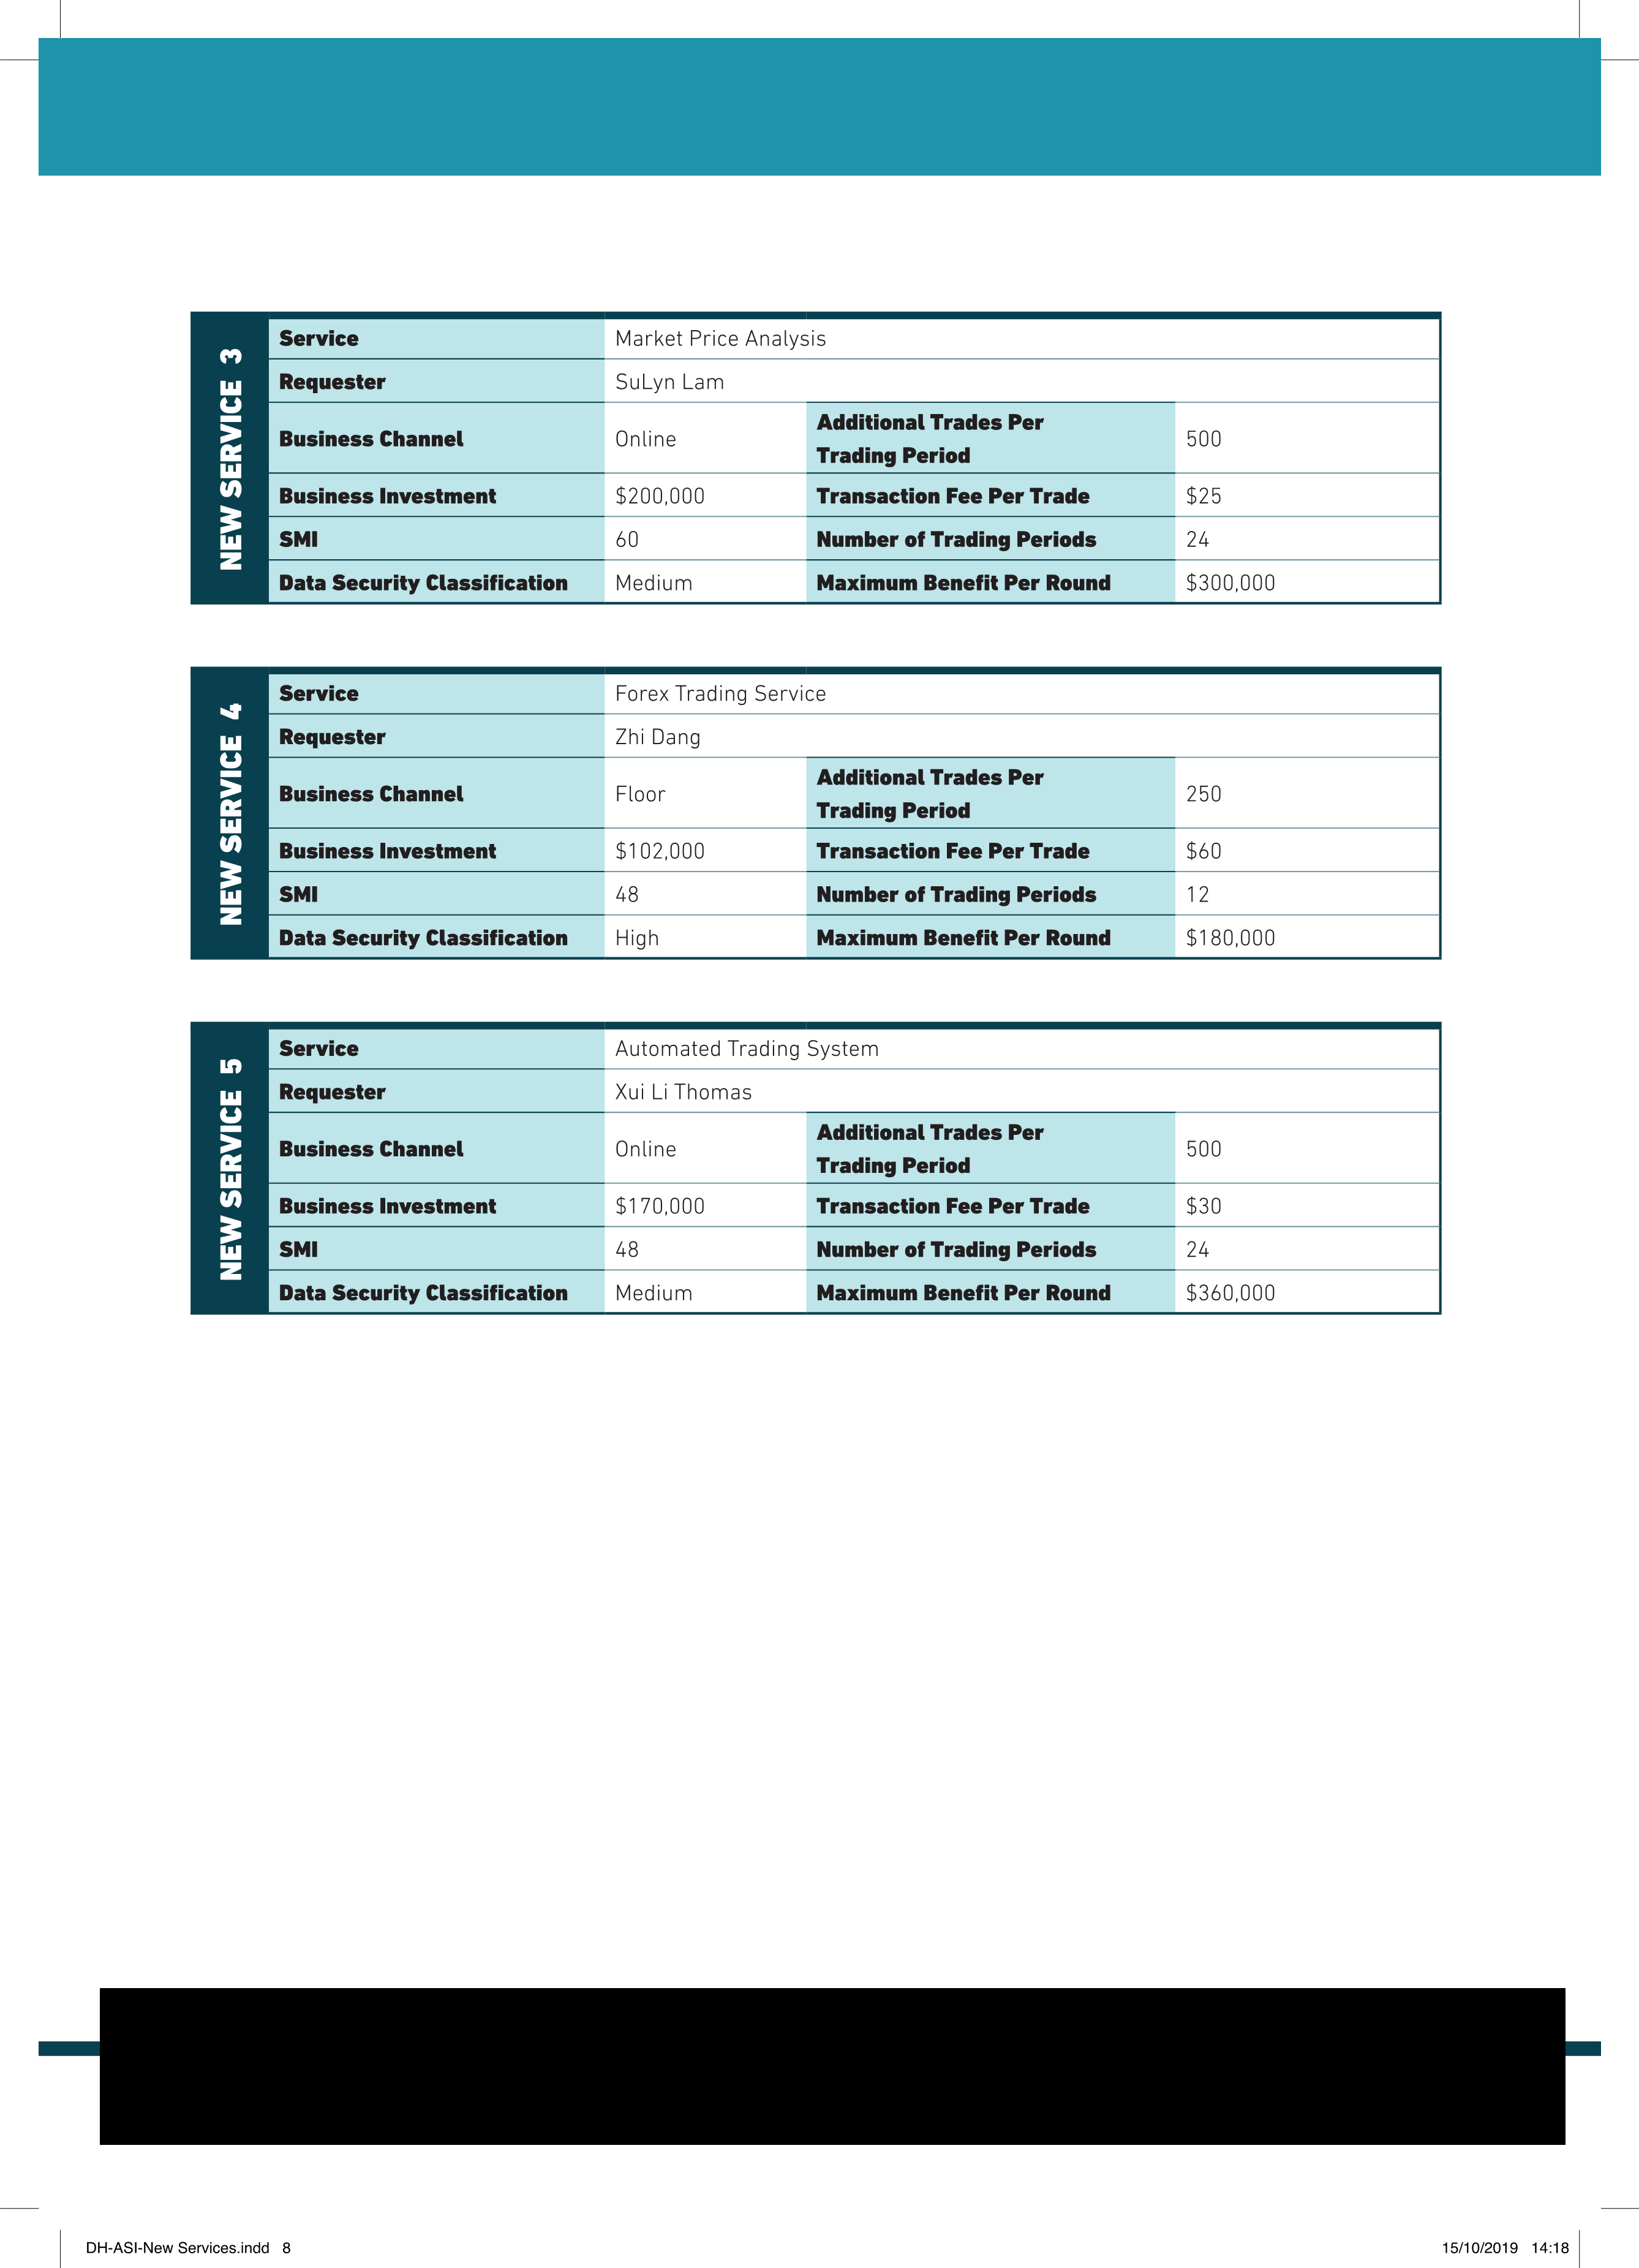 NEW SERVICE 3
Service Market Price Analysis
Requester SuLyn Lam
Business Channel Online Additional Trades Per Trading Period 500
Business Investment $200,000 Transaction Fee Per Trade $25
SMI 60 Number of Trading Periods 24
Data Security Classification Medium Maximum Benefit Per Round $300,000
NEW SERVICE 4
Service Forex Trading Service
Requester Zhi Dang
Business Channel Floor Additional Trades Per Trading Period 250
Business Investment $102,000 Transaction Fee Per Trade $60
SMI 48 Number of Trading Periods 12
Data Security Classification High Maximum Benefit Per Round $180,000
NEW SERVICE 5
Service Automated Trading System
Requester Xui Li Thomas
Business Channel Online Additional Trades Per Trading Period 500
Business Investment $170,000 Transaction Fee Per Trade $30
SMI 48 Number of Trading Periods 24
Data Security Classification Medium Maximum Benefit Per Round $360,000
DH-ASI-New Services.indd 8 15/10/2019 14:18